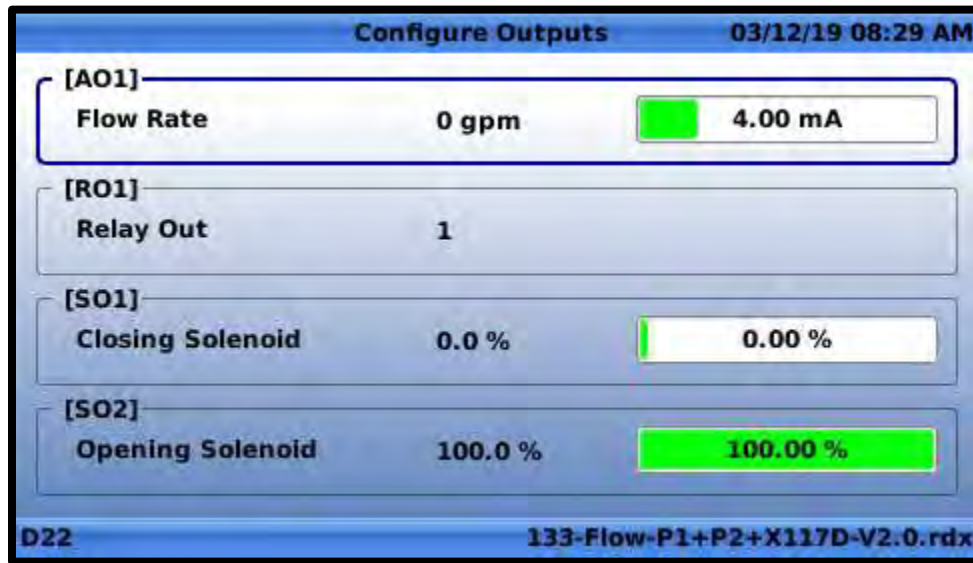 Configure Outputs 03/12/19 08:29 AM
[AO1]
Flow Rate 0 gpm 4.00 mA
[RO1]
Relay Out 1
[SO1]
Closing Solenoid 0.0 % 0.00 %
[SO2]
Opening Solenoid 100.0 % 100.00 %
D22 133-Flow-P1+P2+X117D-V2.0.rdx